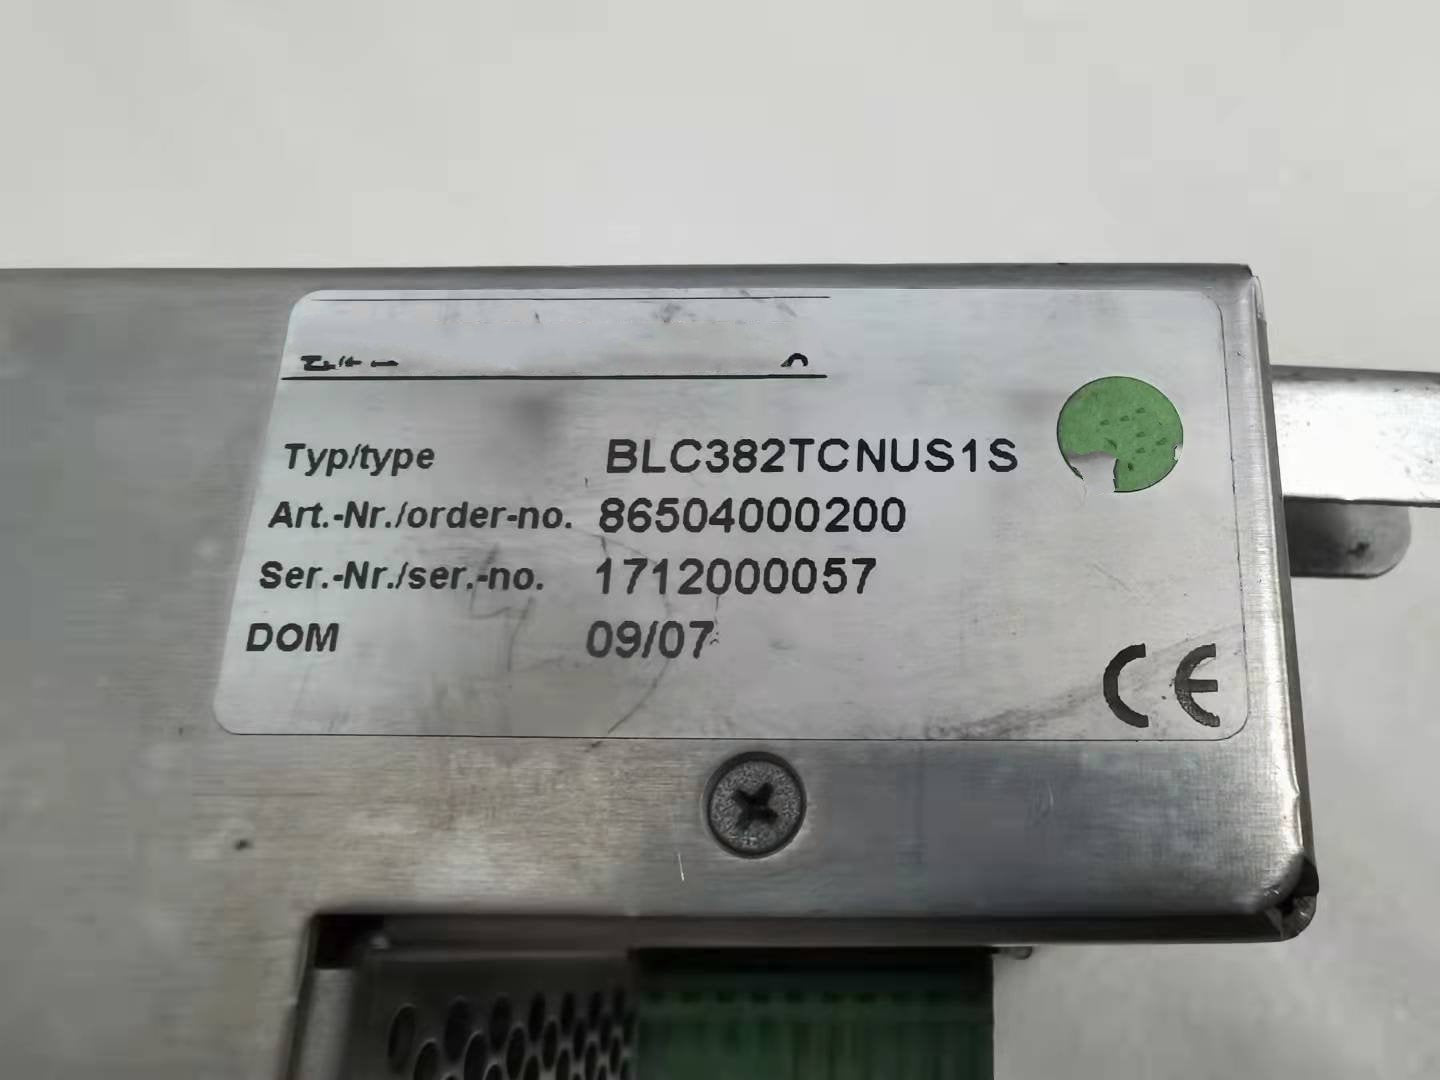 Typ/type BLC382TCNUS1S
Art.-Nr./order-no. 86504000200
Ser.-Nr./ser.-no. 1712000057
DOM 09/07
CE